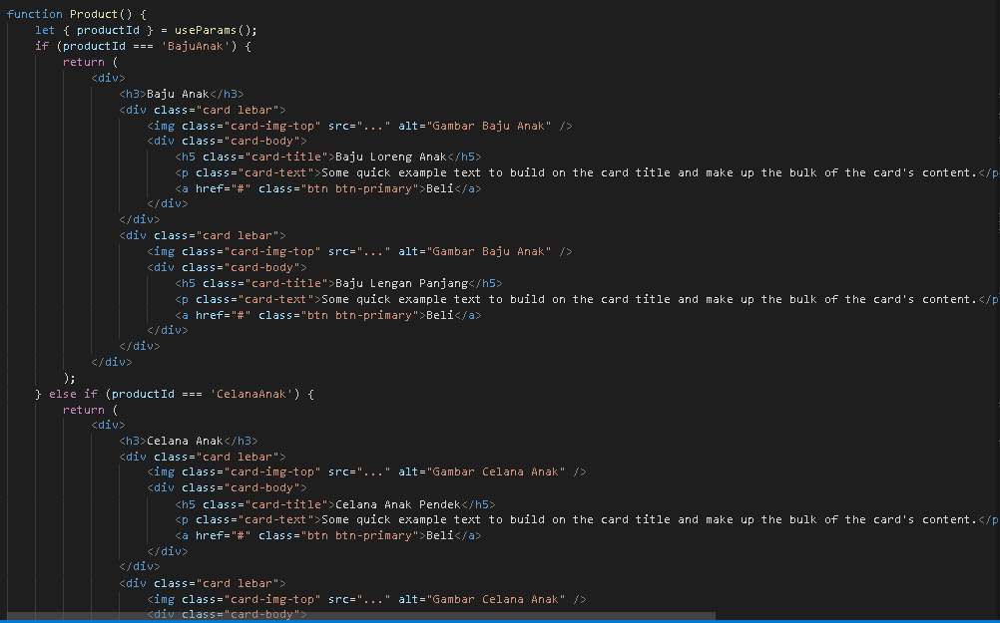 function Product() {
let { productId } = useParams();
if (productId === 'BajuAnak') {
return (
<div>
<h3>Baju Anak</h3>
<div class="card lebar">
<img class="card-img-top" src="..." alt="Gambar Baju Anak" />
<div class="card-body">
<h5 class="card-title">Baju Loreng Anak</h5>
<p class="card-text">Some quick example text to build on the card title and make up the bulk of the card's content.</p
<a href="#" class="btn btn-primary">Beli</a>
</div>
</div>
<div class="card lebar">
<img class="card-img-top" src="..." alt="Gambar Baju Anak" />
<div class="card-body">
<h5 class="card-title">Baju Lengan Panjang</h5>
<p class="card-text">Some quick example text to build on the card title and make up the bulk of the card's content.</p
<a href="#" class="btn btn-primary">Beli</a>
</div>
</div>
</div>
);
} else if (productId === 'CelanaAnak') {
return (
<div>
<h3>Celana Anak</h3>
<div class="card lebar">
<img class="card-img-top" src="..." alt="Gambar Celana Anak" />
<div class="card-body">
<h5 class="card-title">Celana Anak Pendek</h5>
<p class="card-text">Some quick example text to build on the card title and make up the bulk of the card's content.</p
<a href="#" class="btn btn-primary">Beli</a>
</div>
</div>
<div class="card lebar">
<img class="card-img-top" src="..." alt="Gambar Celana Anak" />
<div class="card-body">